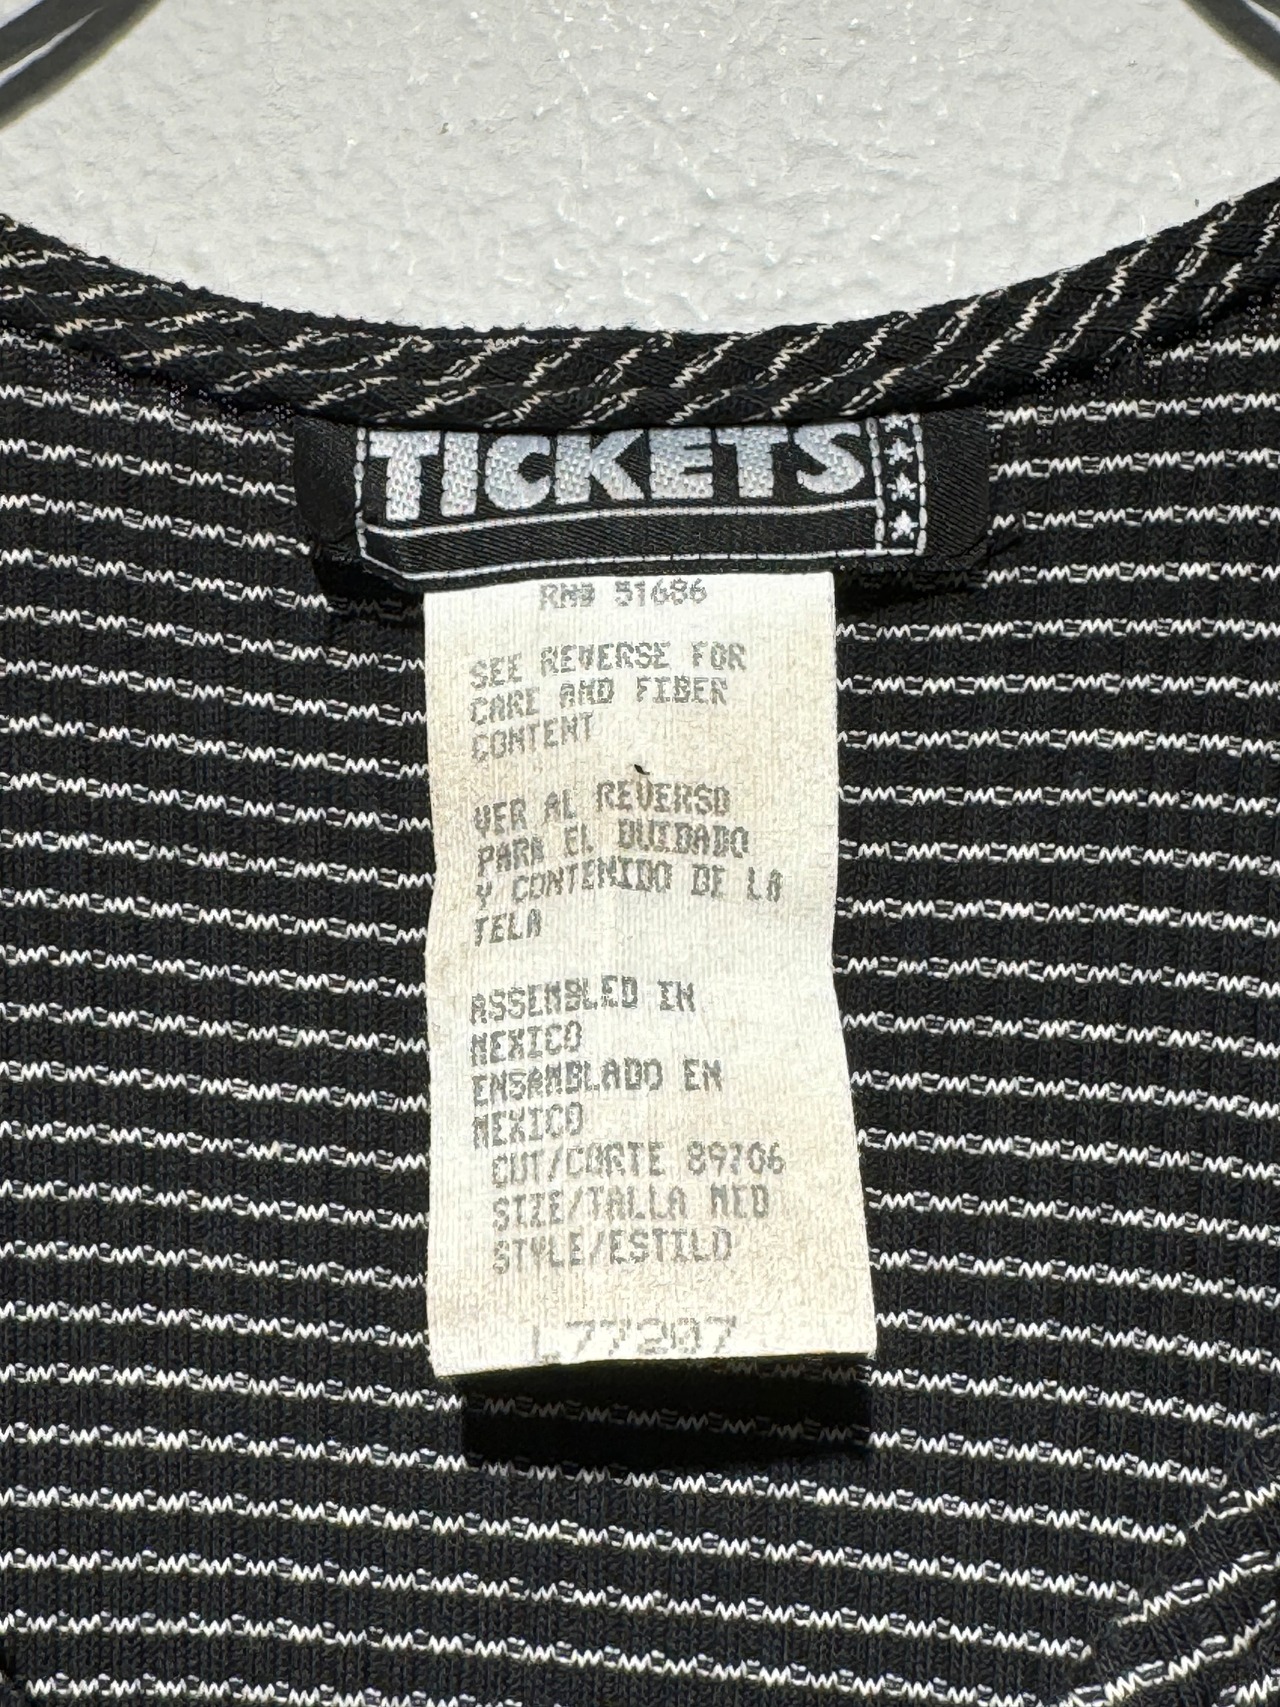 TICKETS
RN# 51686
SEE REVERSE FOR
CARE AND FIBER
CONTENT
VER AL REVERSO
PARA EL DUIDADO
Y CONTENIDO DE LA
TELA
ASSEMBLED IN
MEXICO
ENSAMBLADO EN
MEXICO
CUT/CORTE 89706
SIZE/TALLA MED
STYLE/ESTILO
L77207